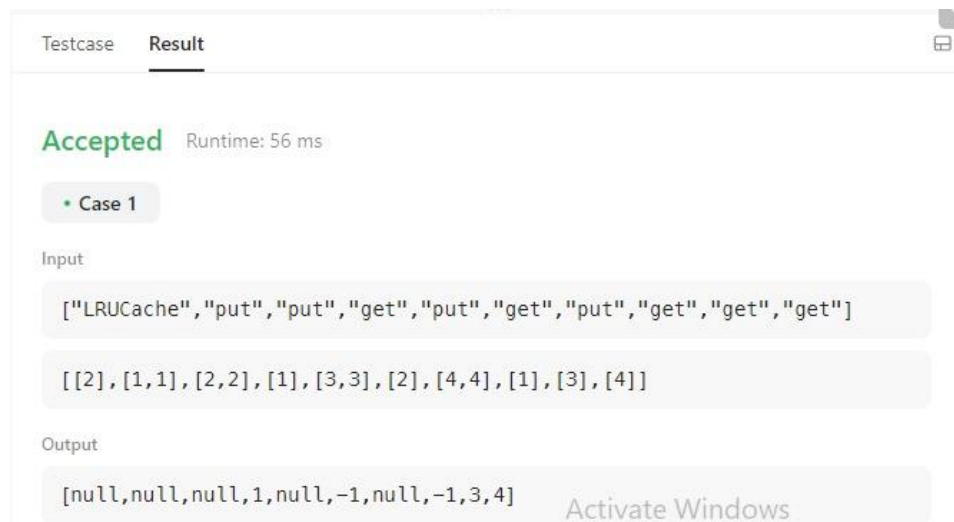 Testcase Result
Accepted Runtime: 56 ms
• Case 1
Input
["LRUCache","put","put","get","put","get","put","get","get","get"]
[[2],[1,1],[2,2],[1],[3,3],[2],[4,4],[1],[3],[4]]
Output
[null,null,null,1,null,-1,null,-1,3,4]
Activate Windows